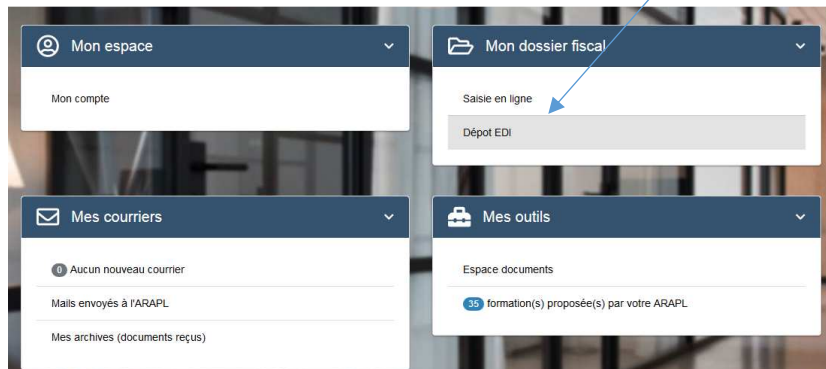 Mon espace
Mon compte
Mon dossier fiscal
Saisie en ligne
Dépot EDI
Mes courriers
0 Aucun nouveau courrier
Mails envoyés à l'ARAPL
Mes archives (documents reçus)
Mes outils
Espace documents
35 formation(s) proposée(s) par votre ARAPL